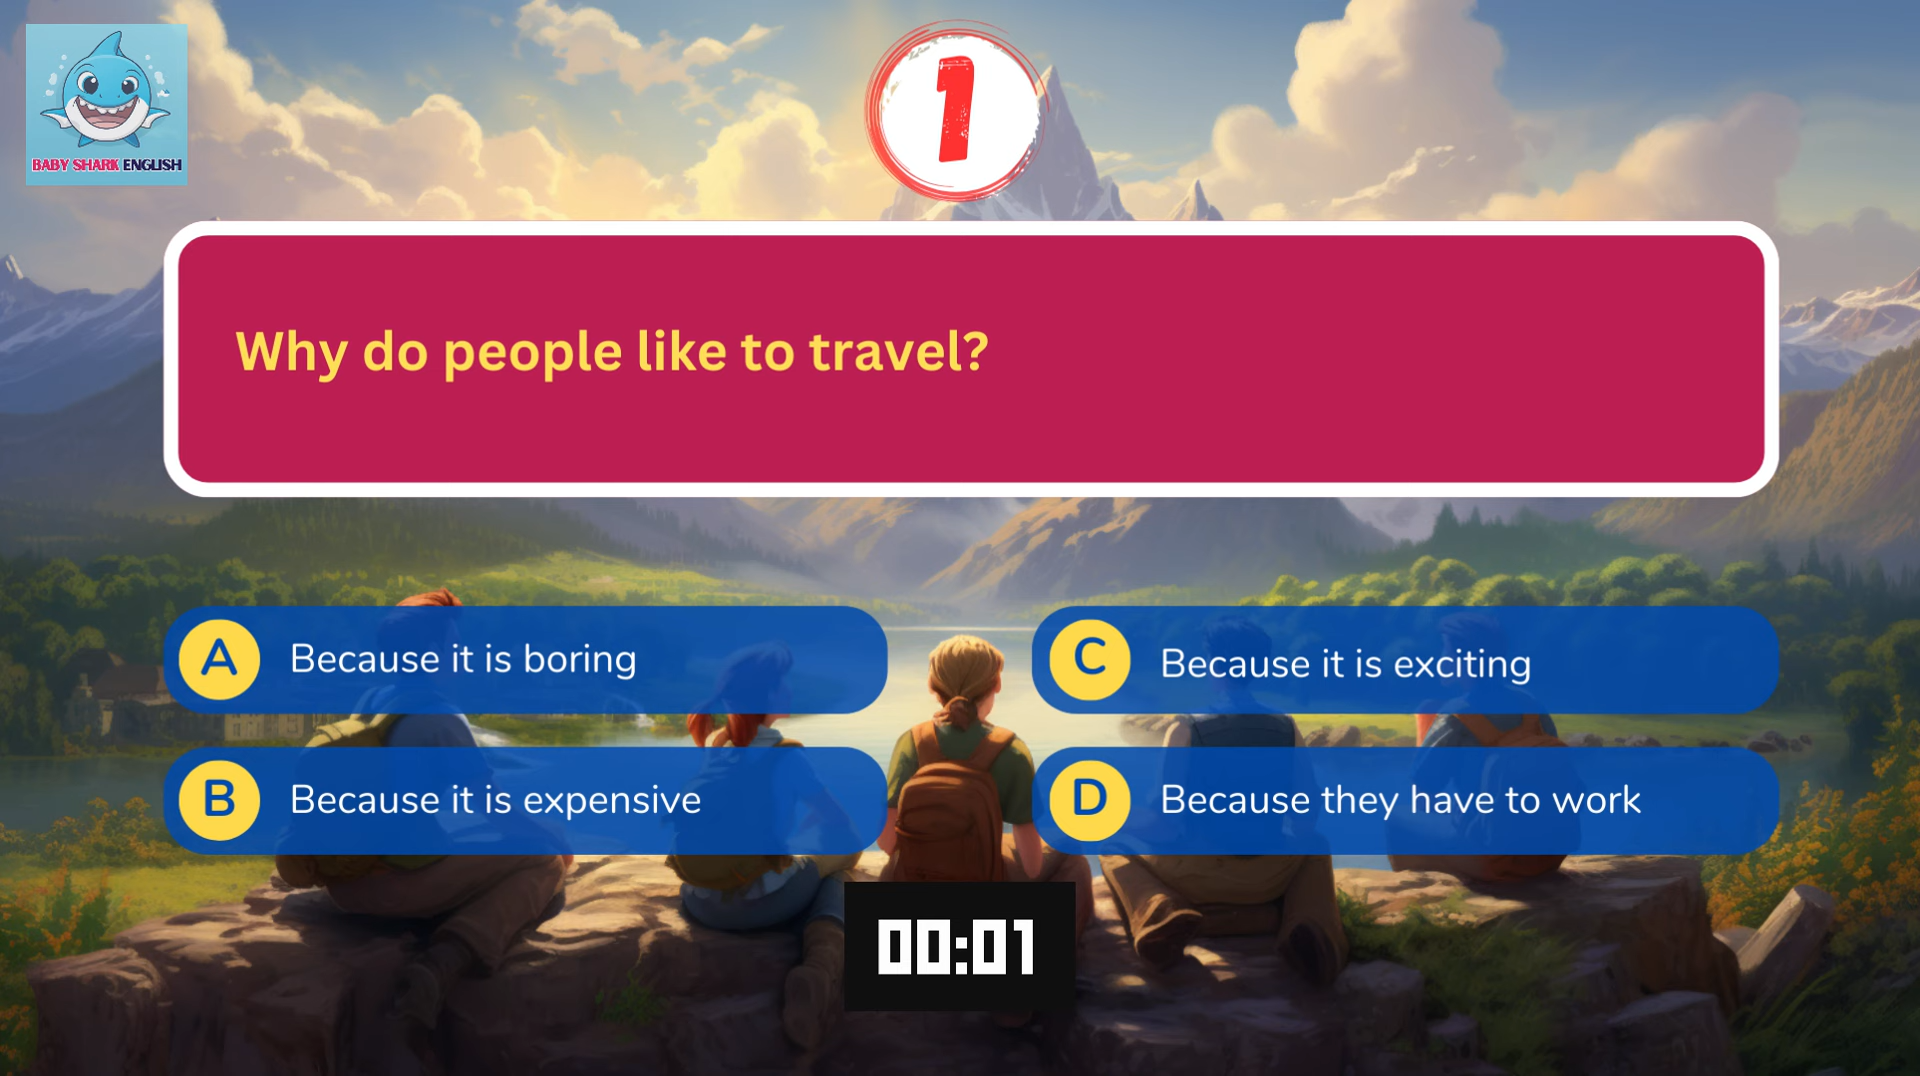 BABY SHARK ENGLISH
1
Why do people like to travel?
A Because it is boring
B Because it is expensive
C Because it is exciting
D Because they have to work
00:01